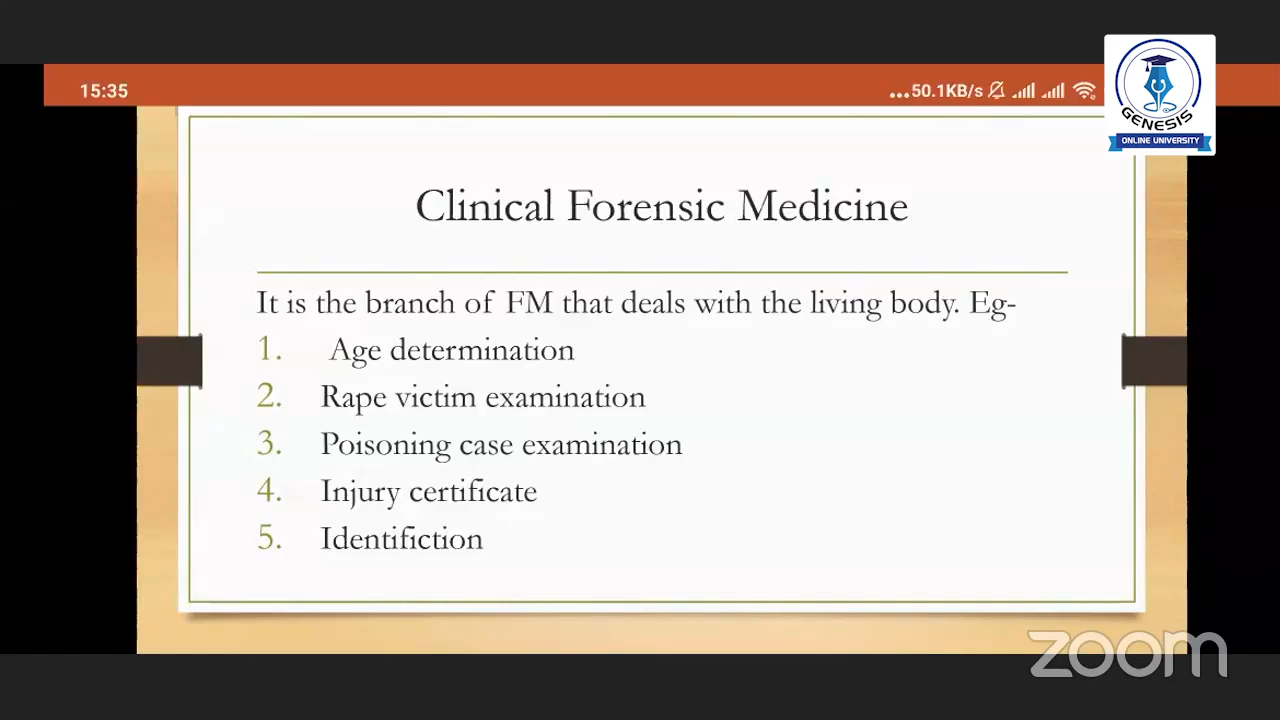 15:35
...50.1KB/s
GENESIS
ONLINE UNIVERSITY
Clinical Forensic Medicine
It is the branch of FM that deals with the living body. Eg-
1. Age determination
2. Rape victim examination
3. Poisoning case examination
4. Injury certificate
5. Identifiction
zoom